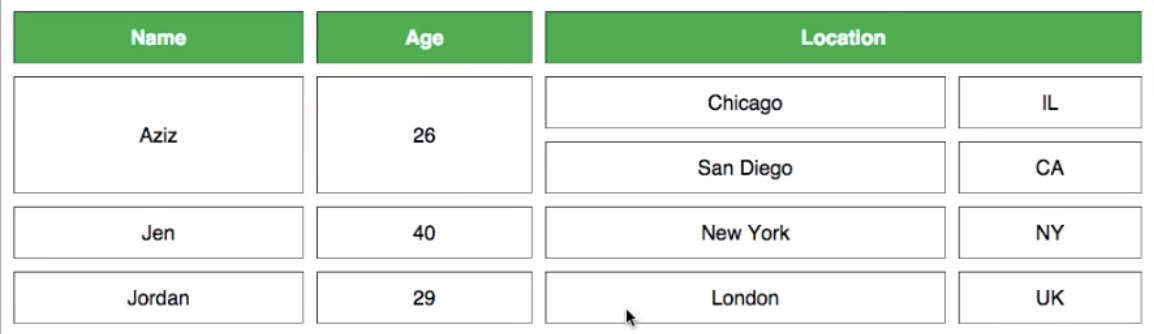 Name Age Location
Aziz 26 Chicago IL
San Diego CA
Jen 40 New York NY
Jordan 29 London UK